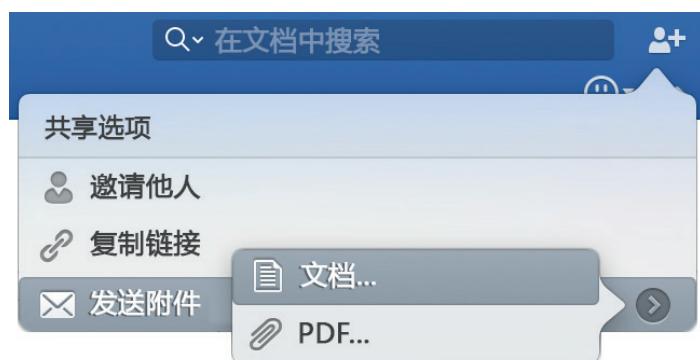 在文档中搜索
共享选项
邀请他人
复制链接
发送附件
文档...
PDF...